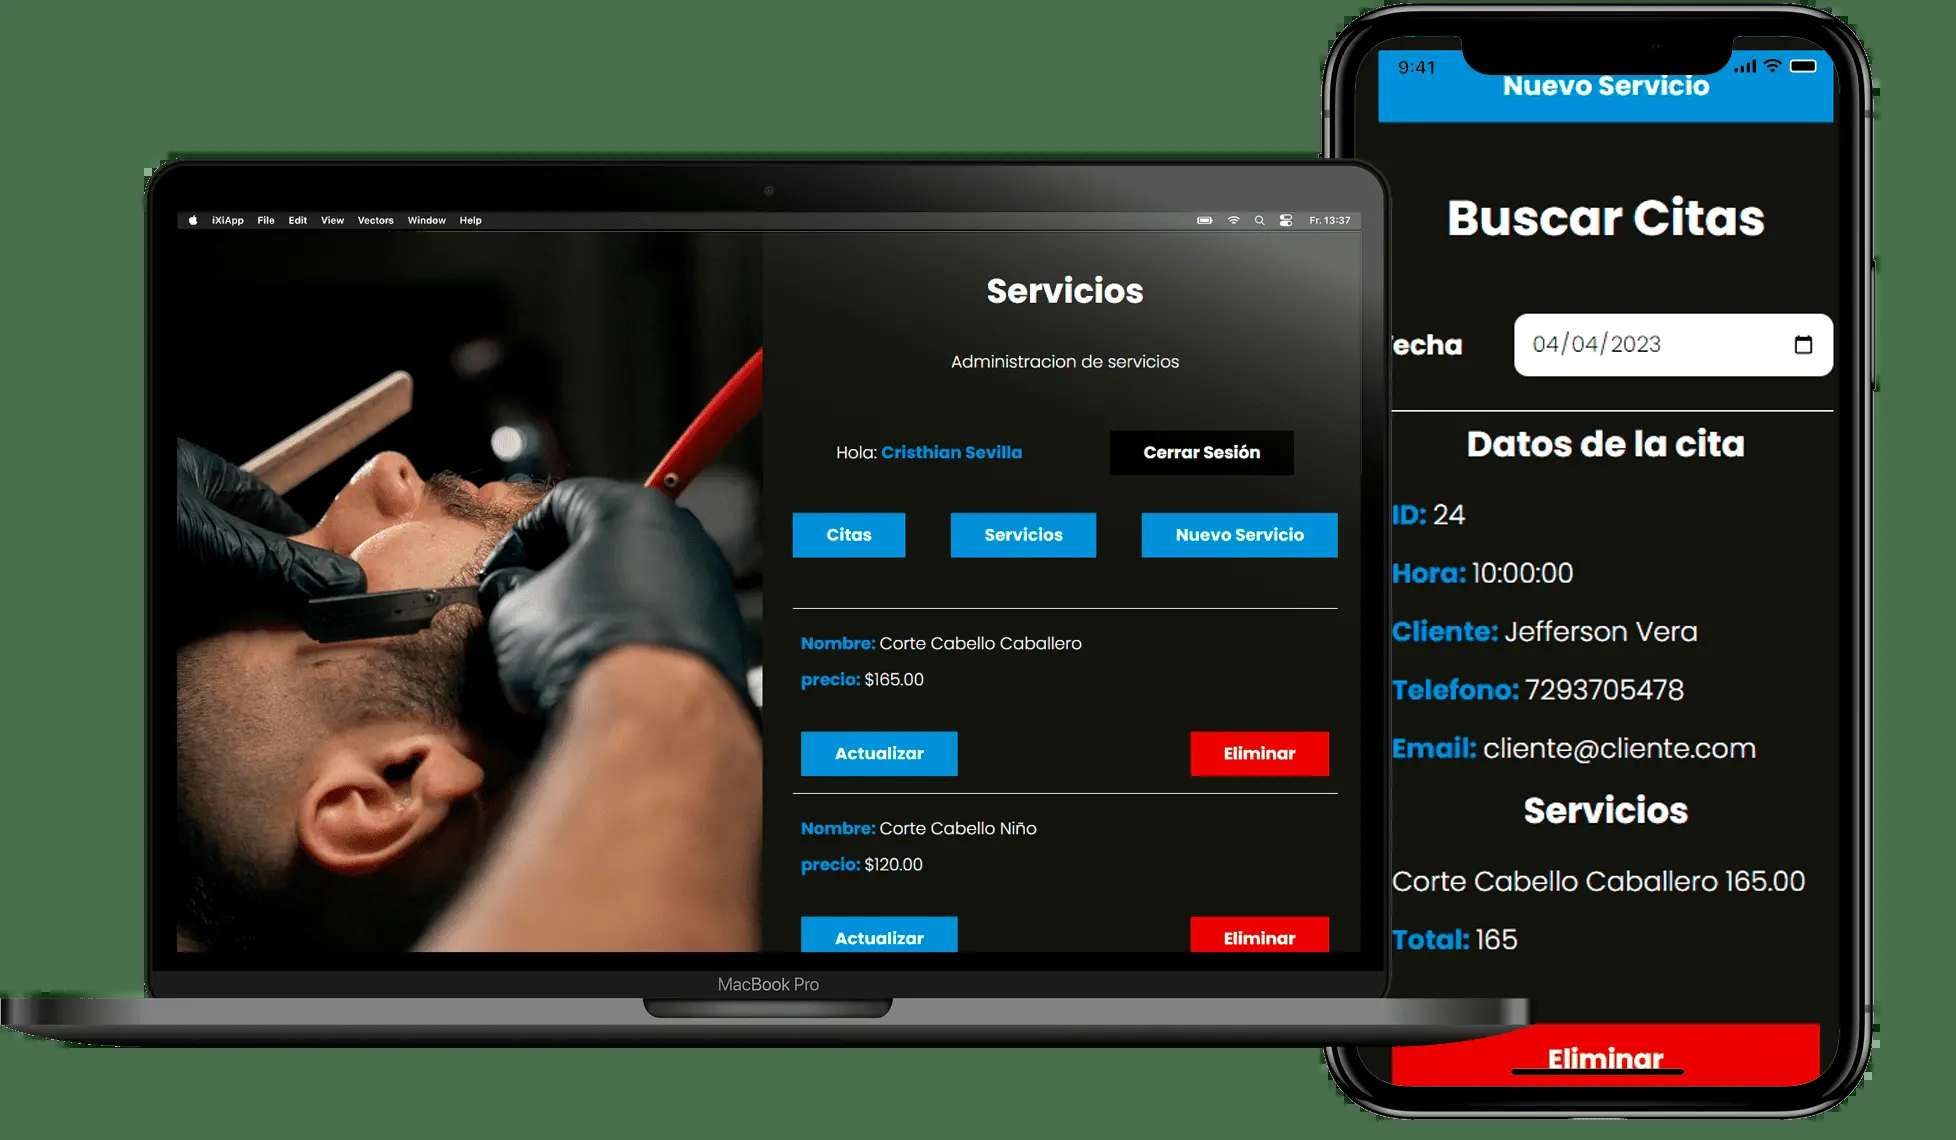 iXiApp File Edit View Vectors Window Help Fr. 13:37
Servicios
Administracion de servicios
Hola: Cristhian Sevilla
Cerrar Sesión
Citas Servicios Nuevo Servicio
Nombre: Corte Cabello Caballero
precio: $165.00
Actualizar Eliminar
Nombre: Corte Cabello Niño
precio: $120.00
Actualizar Eliminar
MacBook Pro
9:41
Nuevo Servicio
Buscar Citas
echa 04/04/2023
Datos de la cita
ID: 24
Hora: 10:00:00
Cliente: Jefferson Vera
Telefono: 7293705478
Email: cliente@cliente.com
Servicios
Corte Cabello Caballero 165.00
Total: 165
Eliminar